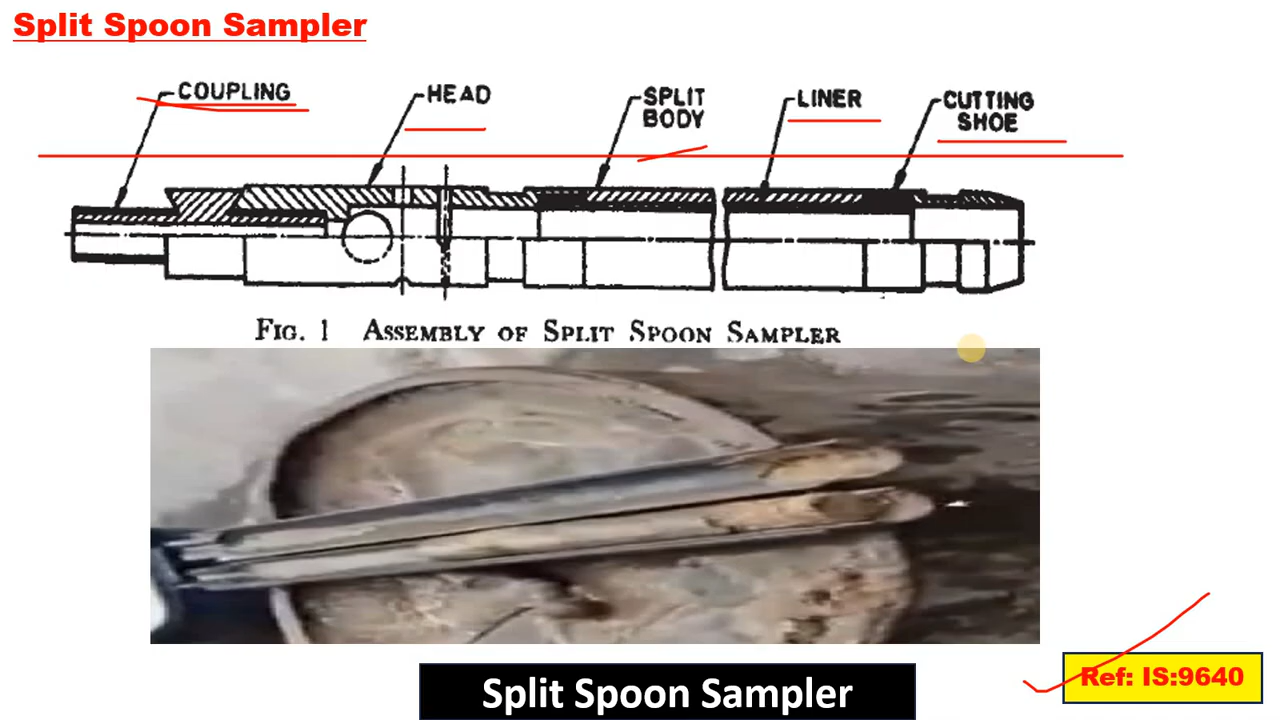 Split Spoon Sampler
COUPLING
HEAD
SPLIT
BODY
LINER
CUTTING
SHOE
FIG. 1 ASSEMBLY OF SPLIT SPOON SAMPLER
Split Spoon Sampler
Ref: IS:9640